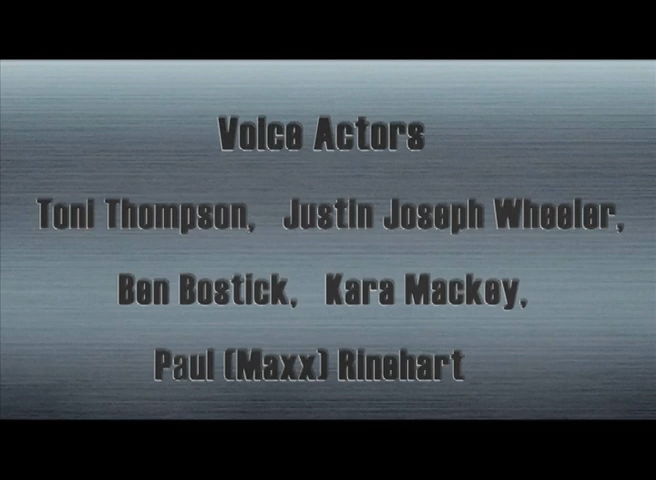 Voice Actors
Toni Thompson, Justin Joseph Wheeler,
Ben Bostick, Kara Mackey,
Paul (Maxx) Rinehart